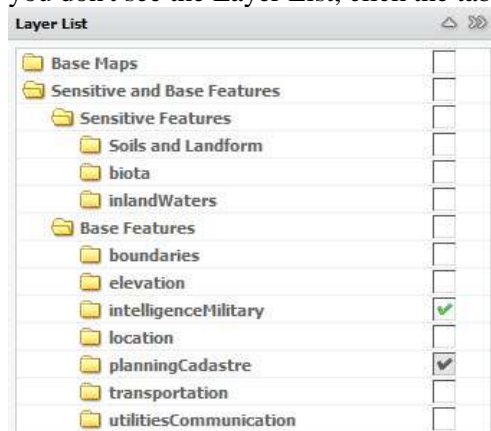 you don't see the Layer List, click the tab
Layer List
Base Maps
Sensitive and Base Features
Sensitive Features
Soils and Landform
biota
inlandWaters
Base Features
boundaries
elevation
intelligenceMilitary
location
planningCadastre
transportation
utilitiesCommunication